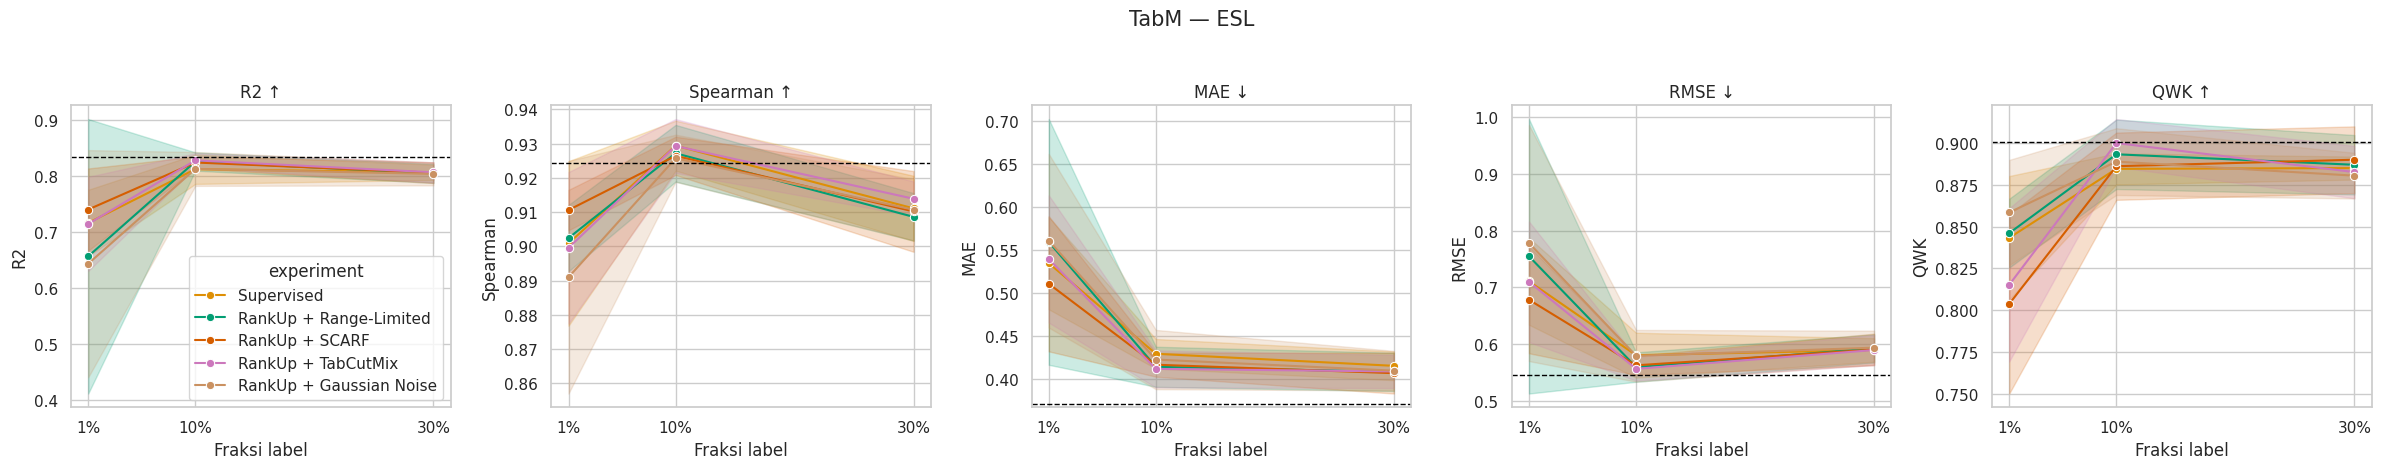 TabM — ESL
R2 ↑
0.9
0.8
0.7
0.6
0.5
0.4
R2
1%
10%
30%
Fraksi label
experiment
Supervised
RankUp + Range-Limited
RankUp + SCARF
RankUp + TabCutMix
RankUp + Gaussian Noise
Spearman ↑
0.94
0.93
0.92
0.91
0.90
0.89
0.88
0.87
0.86
Spearman
1%
10%
30%
Fraksi label
MAE ↓
0.70
0.65
0.60
0.55
0.50
0.45
0.40
MAE
1%
10%
30%
Fraksi label
RMSE ↓
1.0
0.9
0.8
0.7
0.6
0.5
RMSE
1%
10%
30%
Fraksi label
QWK ↑
0.900
0.875
0.850
0.825
0.800
0.775
0.750
QWK
1%
10%
30%
Fraksi label